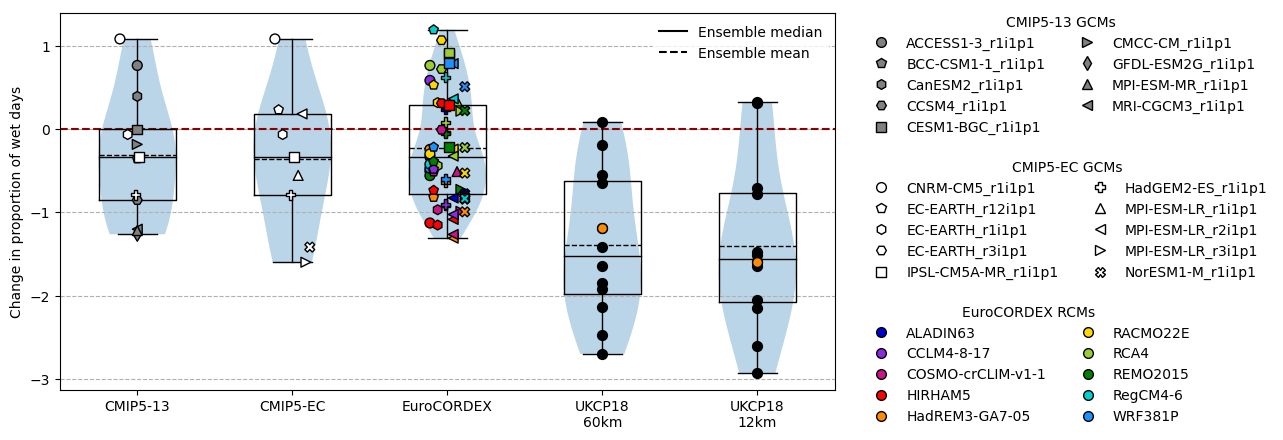 Change in proportion of wet days
1
0
−1
−2
−3
Ensemble median
Ensemble mean
CMIP5-13
CMIP5-EC
EuroCORDEX
UKCP18
60km
UKCP18
12km
CMIP5-13 GCMs
ACCESS1-3_r1i1p1
BCC-CSM1-1_r1i1p1
CanESM2_r1i1p1
CCSM4_r1i1p1
CESM1-BGC_r1i1p1
CMCC-CM_r1i1p1
GFDL-ESM2G_r1i1p1
MPI-ESM-MR_r1i1p1
MRI-CGCM3_r1i1p1
CMIP5-EC GCMs
CNRM-CM5_r1i1p1
EC-EARTH_r12i1p1
EC-EARTH_r1i1p1
EC-EARTH_r3i1p1
IPSL-CM5A-MR_r1i1p1
HadGEM2-ES_r1i1p1
MPI-ESM-LR_r1i1p1
MPI-ESM-LR_r2i1p1
MPI-ESM-LR_r3i1p1
NorESM1-M_r1i1p1
EuroCORDEX RCMs
ALADIN63
CCLM4-8-17
COSMO-crCLIM-v1-1
HIRHAM5
HadREM3-GA7-05
RACMO22E
RCA4
REMO2015
RegCM4-6
WRF381P